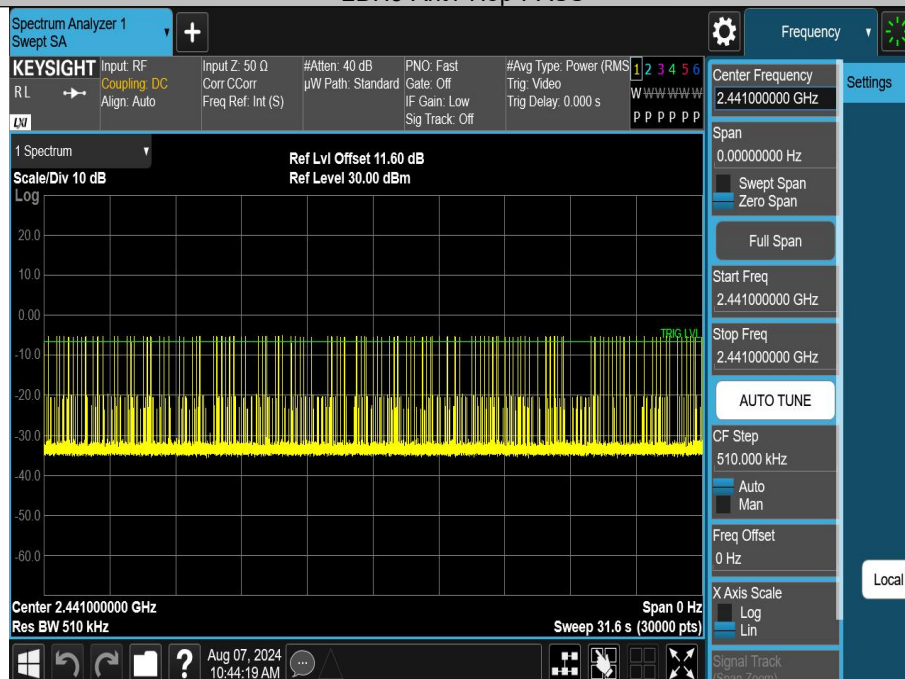 Spectrum Analyzer 1
Swept SA
Frequency
KEYSIGHT
RL
LXI
Input: RF
Coupling: DC
Align: Auto
Input Z: 50 Ω
Corr CCorr
Freq Ref: Int (S)
#Atten: 40 dB
µW Path: Standard
PNO: Fast
Gate: Off
IF Gain: Low
Sig Track: Off
#Avg Type: Power (RMS
Trig: Video
Trig Delay: 0.000 s
1 2 3 4 5 6
W W W W W W
P P P P P P
Center Frequency
2.441000000 GHz
Settings
Span
0.00000000 Hz
Swept Span
Zero Span
Full Span
Start Freq
2.441000000 GHz
Stop Freq
2.441000000 GHz
AUTO TUNE
CF Step
510.000 kHz
Auto
Man
Freq Offset
0 Hz
X Axis Scale
Log
Lin
Signal Track
(Span Zoom)
Local
1 Spectrum
Scale/Div 10 dB
Ref Lvl Offset 11.60 dB
Ref Level 30.00 dBm
Log
20.0
10.0
0.00
TRIG LVL
-10.0
-20.0
-30.0
-40.0
-50.0
-60.0
Center 2.441000000 GHz
Span 0 Hz
Res BW 510 kHz
Sweep 31.6 s (30000 pts)
?
Aug 07, 2024
10:44:19 AM